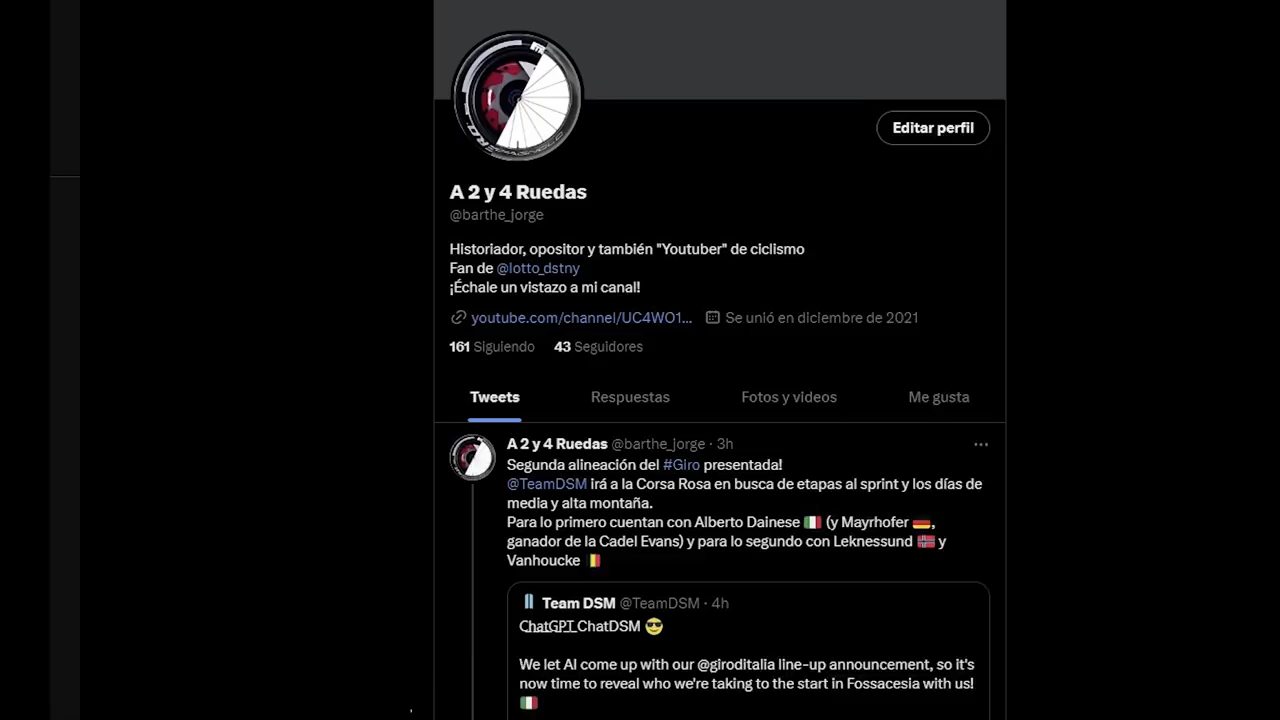 Editar perfil
A 2 y 4 Ruedas
@barthe_jorge
Historiador, opositor y también "Youtuber" de ciclismo
Fan de @lotto_dstny
¡Échale un vistazo a mi canal!
youtube.com/channel/UC4WO1... Se unió en diciembre de 2021
161 Siguiendo 43 Seguidores
Tweets Respuestas Fotos y videos Me gusta
A 2 y 4 Ruedas @barthe_jorge · 3h
Segunda alineación del #Giro presentada!
@TeamDSM irá a la Corsa Rosa en busca de etapas al sprint y los días de
media y alta montaña.
Para lo primero cuentan con Alberto Dainese 🇮🇹 (y Mayrhofer 🇩🇪,
ganador de la Cadel Evans) y para lo segundo con Leknessund 🇳🇴 y
Vanhoucke 🇧🇪
Team DSM @TeamDSM · 4h
ChatGPT ChatDSM 😎
We let AI come up with our @giroditalia line-up announcement, so it's
now time to reveal who we're taking to the start in Fossacesia with us!
🇮🇹